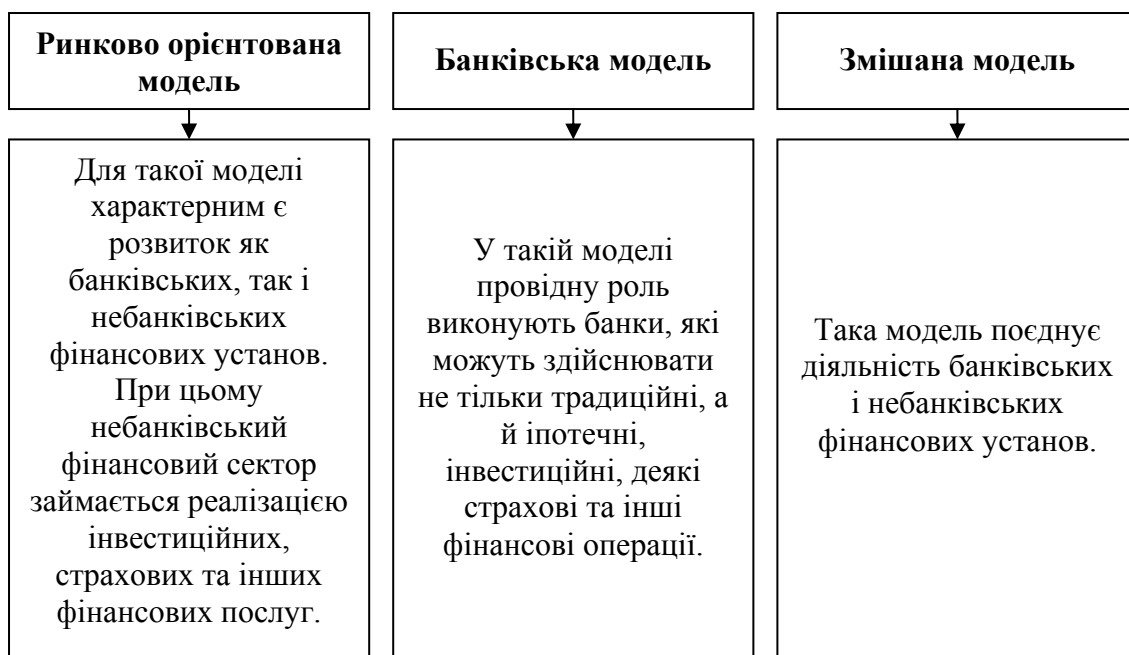 Ринково орієнтована
модель
Банківська модель
Змішана модель
Для такої моделі
характерним є
розвиток як
банківських, так і
небанківських
фінансових установ.
При цьому
небанківський
фінансовий сектор
займається реалізацією
інвестиційних,
страхових та інших
фінансових послуг.
У такій моделі
провідну роль
виконують банки, які
можуть здійснювати
не тільки традиційні, а
й іпотечні,
інвестиційні, деякі
страхові та інші
фінансові операції.
Така модель поєднує
діяльність банківських
і небанківських
фінансових установ.